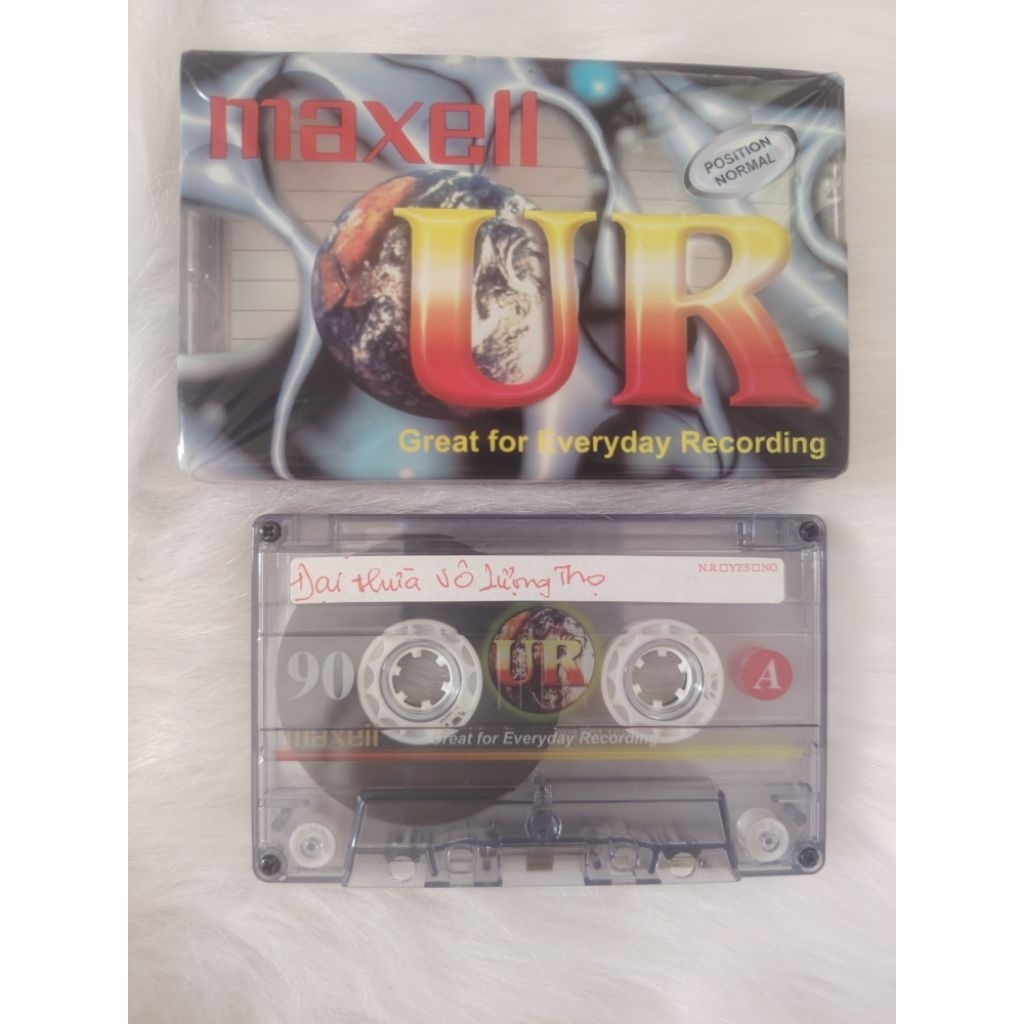 maxell
POSITION
NORMAL
UR
Great for Everyday Recording
Đại thừa vô lượng Thọ
N.R□YES□NO
90
UR
A
maxell
Great for Everyday Recording